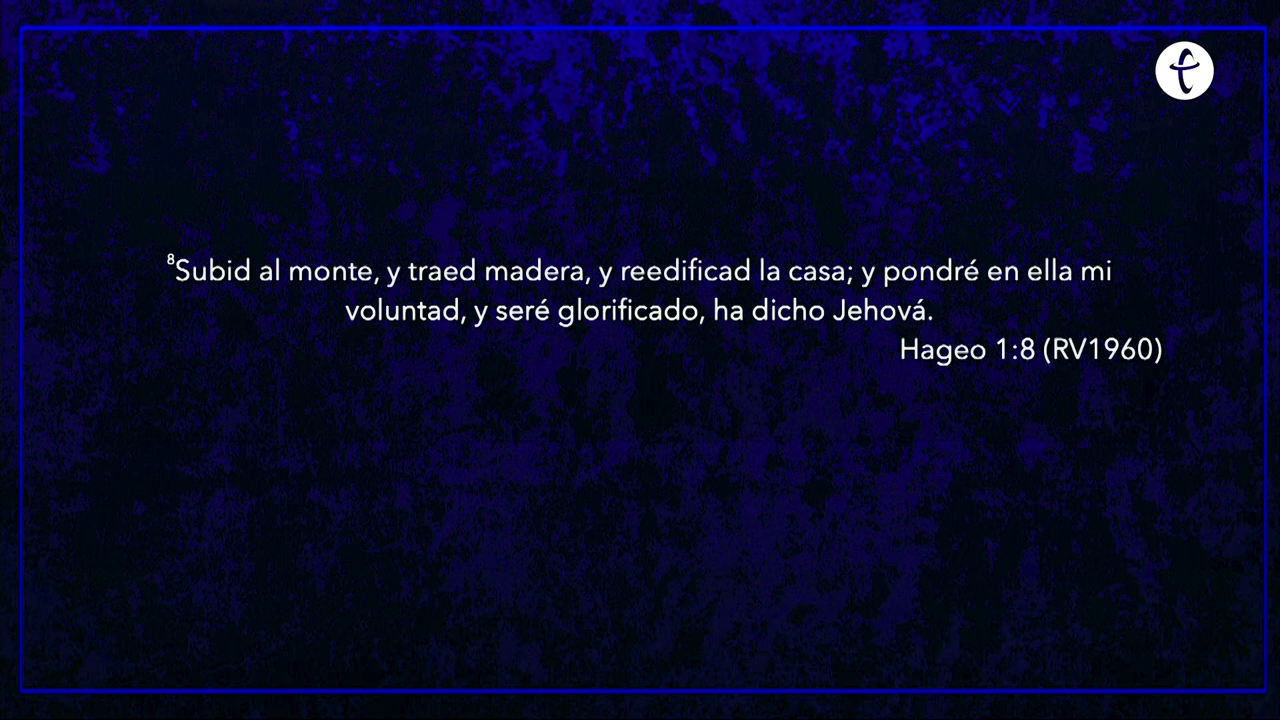 ⁸Subid al monte, y traed madera, y reedificad la casa; y pondré en ella mi
voluntad, y seré glorificado, ha dicho Jehová.
Hageo 1:8 (RV1960)